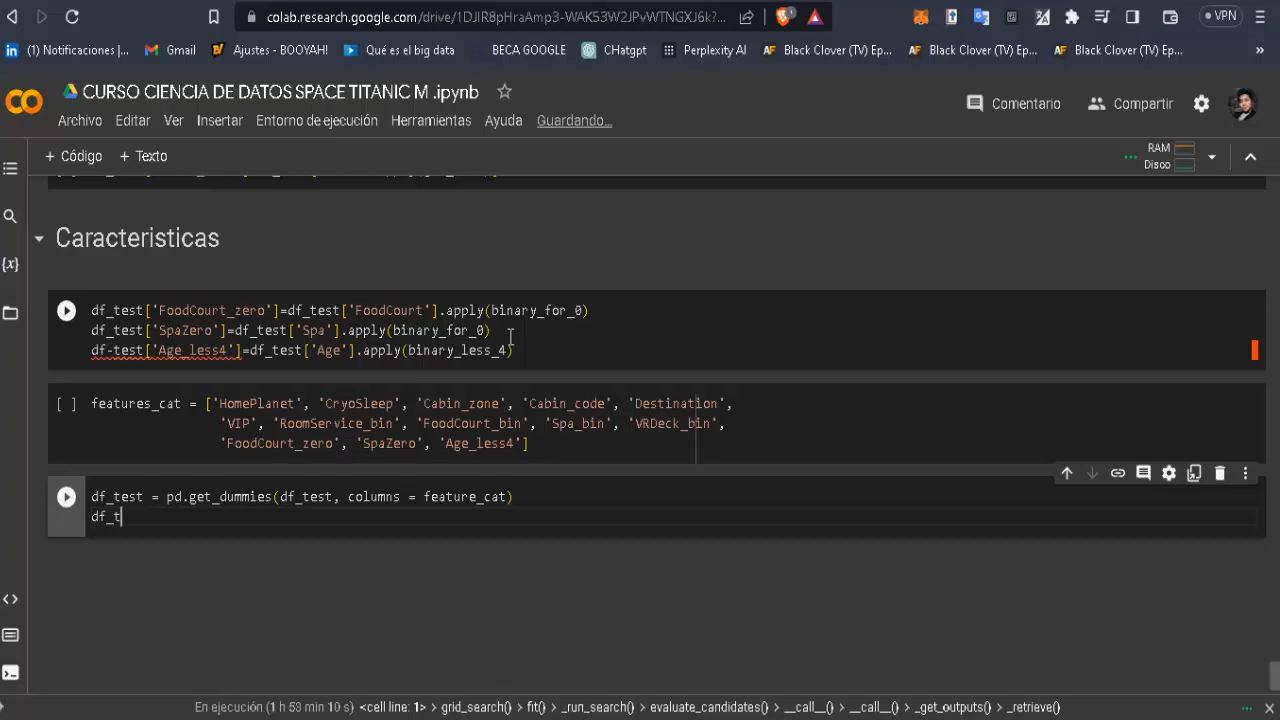 colab.research.google.com/drive/1DJIR8pHraAmp3-WAK53W2JPvWTNGXJ6k?...
VPN
(1) Notificaciones |...
Gmail
Ajustes - BOOYAH!
Qué es el big data
BECA GOOGLE
CHatgpt
Perplexity AI
Black Clover (TV) Ep...
Black Clover (TV) Ep...
Black Clover (TV) Ep...
»
CURSO CIENCIA DE DATOS SPACE TITANIC M .ipynb
Comentario
Compartir
Archivo Editar Ver Insertar Entorno de ejecución Herramientas Ayuda Guardando...
+ Código + Texto
RAM
Disco
Caracteristicas
df_test['FoodCourt_zero']=df_test['FoodCourt'].apply(binary_for_0)
df_test['SpaZero']=df_test['Spa'].apply(binary_for_0)
df-test['Age_less4']=df_test['Age'].apply(binary_less_4)
[ ] features_cat = ['HomePlanet', 'CryoSleep', 'Cabin_zone', 'Cabin_code', 'Destination',
'VIP', 'RoomService_bin', 'FoodCourt_bin', 'Spa_bin', 'VRDeck_bin',
'FoodCourt_zero', 'SpaZero', 'Age_less4']
df_test = pd.get_dummies(df_test, columns = feature_cat)
df_t
En ejecución (1 h 53 min 10 s) <cell line: 1> > grid_search() > fit() > _run_search() > evaluate_candidates() > __call__() > __call__() > _get_outputs() > _retrieve()